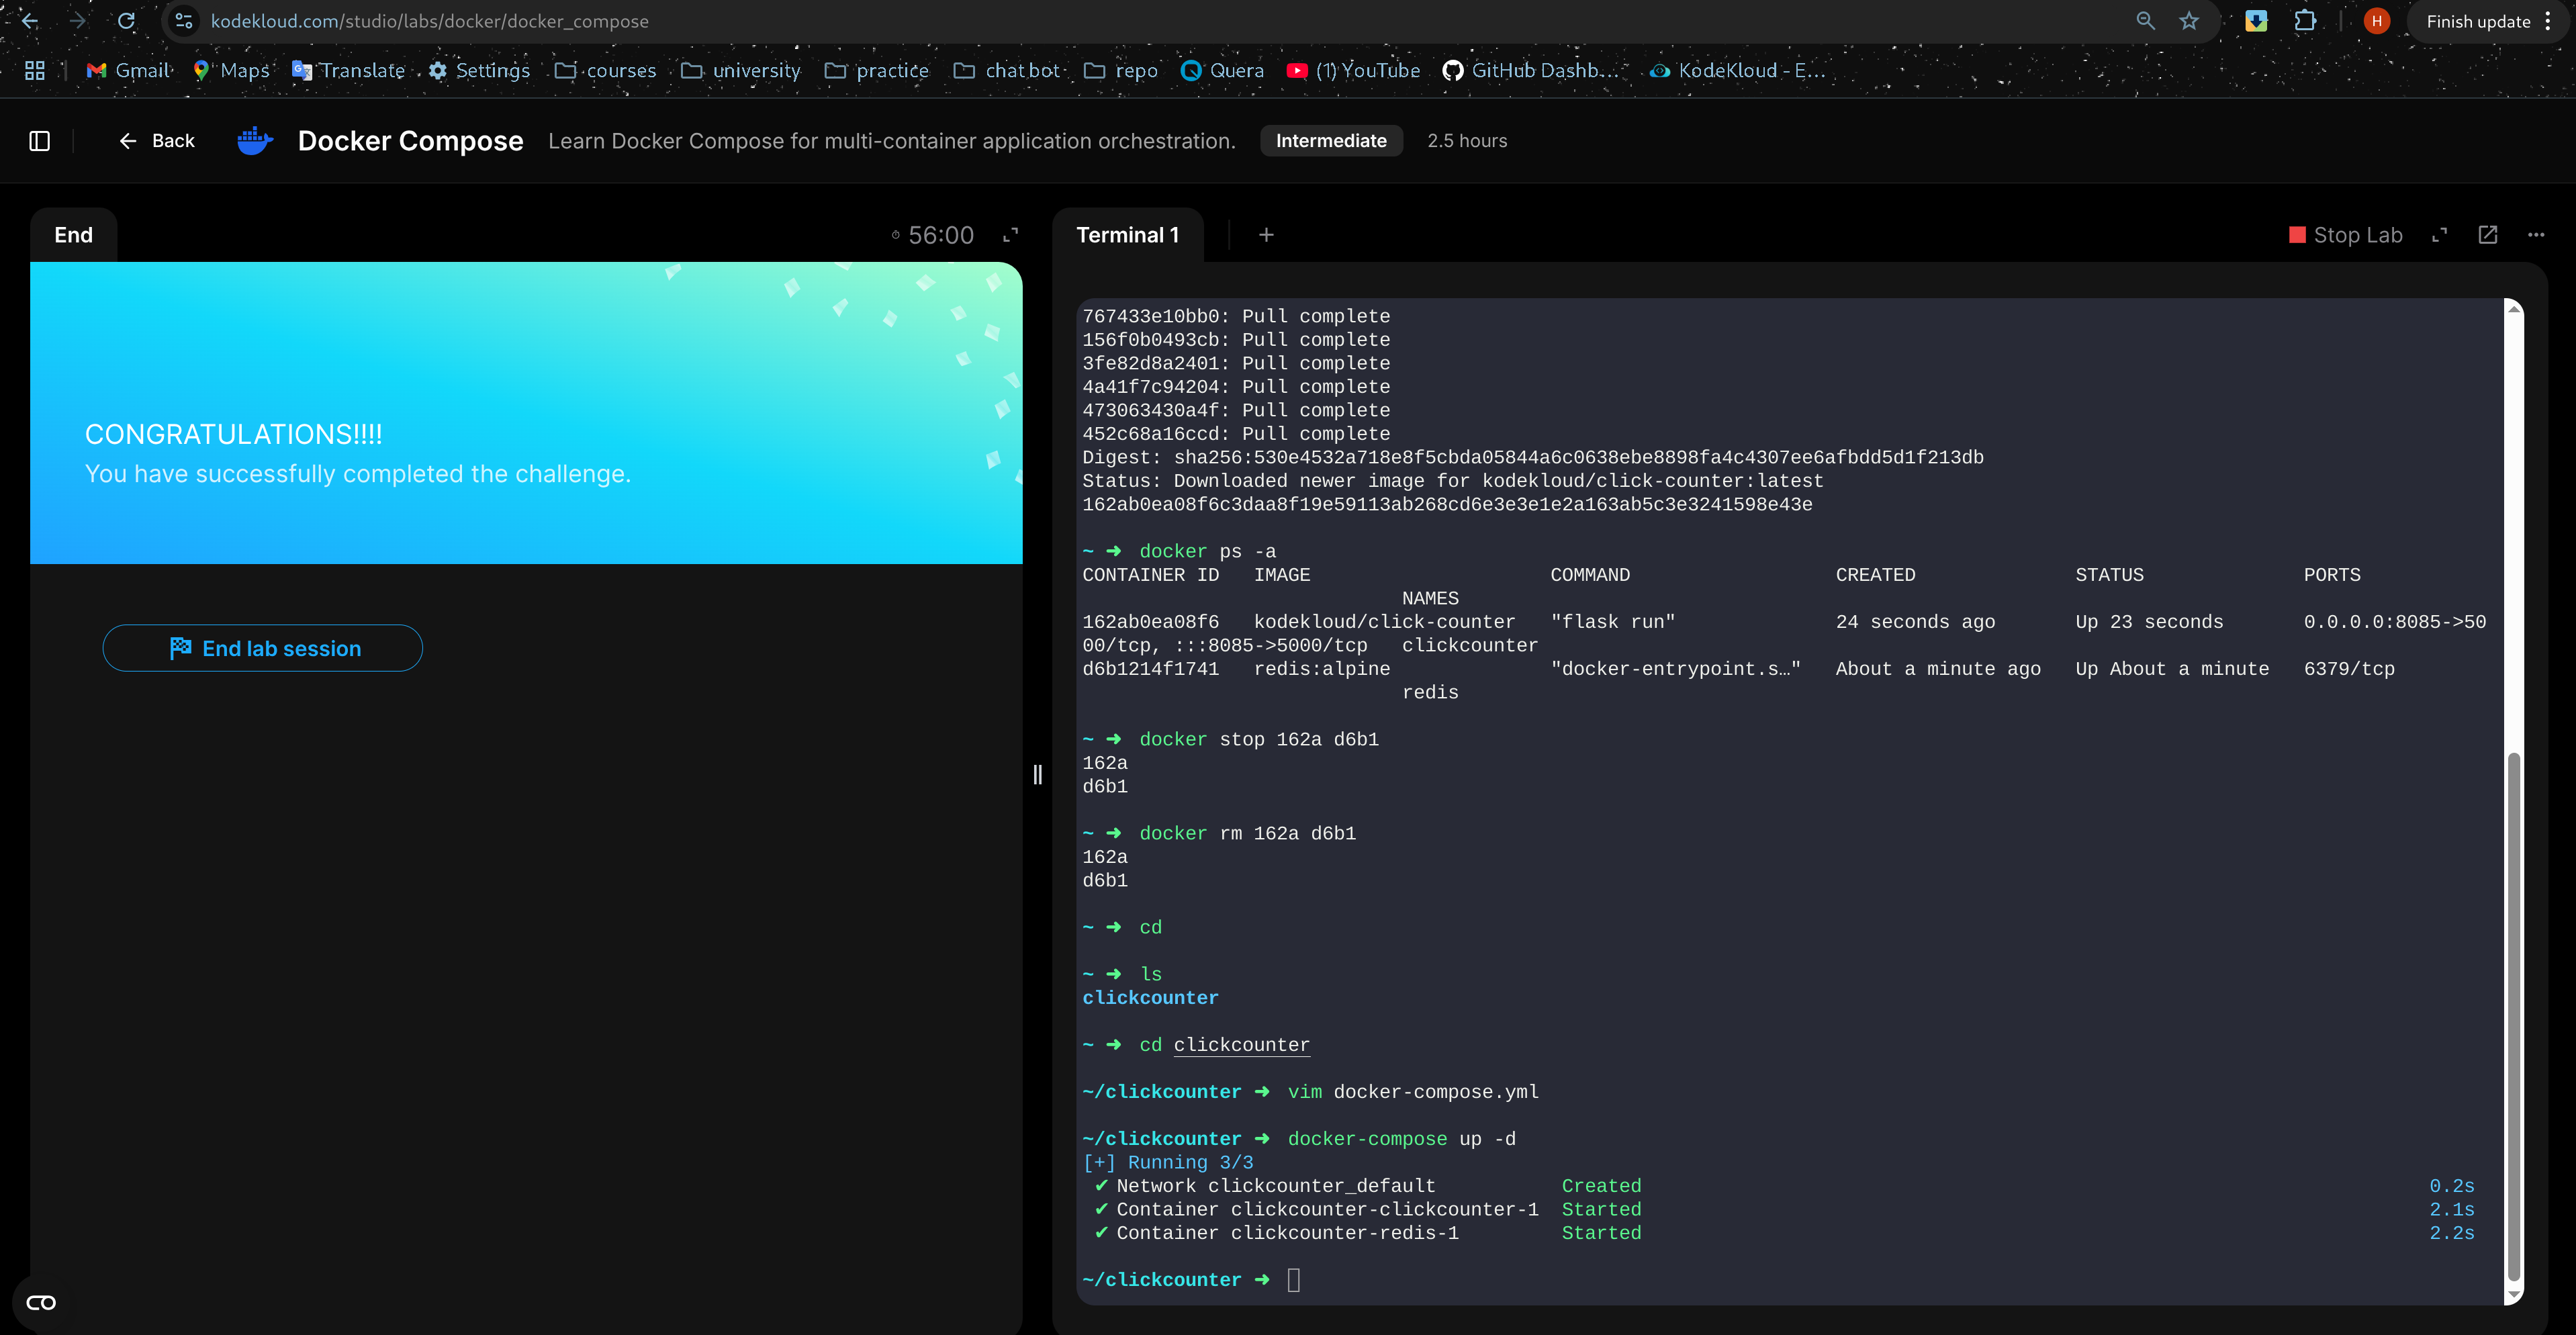 kodekloud.com/studio/labs/docker/docker_compose
Finish update
H
Gmail
Maps
Translate
Settings
courses
university
practice
chat bot
repo
Quera
(1) YouTube
GitHub Dashb...
KodeKloud - E...
Back
Docker Compose
Learn Docker Compose for multi-container application orchestration.
Intermediate
2.5 hours
End
56:00
CONGRATULATIONS!!!!
You have successfully completed the challenge.
End lab session
Terminal 1
Stop Lab
767433e10bb0: Pull complete
156f0b0493cb: Pull complete
3fe82d8a2401: Pull complete
4a41f7c94204: Pull complete
473063430a4f: Pull complete
452c68a16ccd: Pull complete
Digest: sha256:530e4532a718e8f5cbda05844a6c0638ebe8898fa4c4307ee6afbdd5d1f213db
Status: Downloaded newer image for kodekloud/click-counter:latest
162ab0ea08f6c3daa8f19e59113ab268cd6e3e3e1e2a163ab5c3e3241598e43e
~ ➜ docker ps -a
CONTAINER ID IMAGE COMMAND CREATED STATUS PORTS
NAMES
162ab0ea08f6 kodekloud/click-counter "flask run" 24 seconds ago Up 23 seconds 0.0.0.0:8085->50
00/tcp, :::8085->5000/tcp clickcounter
d6b1214f1741 redis:alpine "docker-entrypoint.s…" About a minute ago Up About a minute 6379/tcp
redis
~ ➜ docker stop 162a d6b1
162a
d6b1
~ ➜ docker rm 162a d6b1
162a
d6b1
~ ➜ cd
~ ➜ ls
clickcounter
~ ➜ cd clickcounter
~/clickcounter ➜ vim docker-compose.yml
~/clickcounter ➜ docker-compose up -d
[+] Running 3/3
✔ Network clickcounter_default Created 0.2s
✔ Container clickcounter-clickcounter-1 Started 2.1s
✔ Container clickcounter-redis-1 Started 2.2s
~/clickcounter ➜